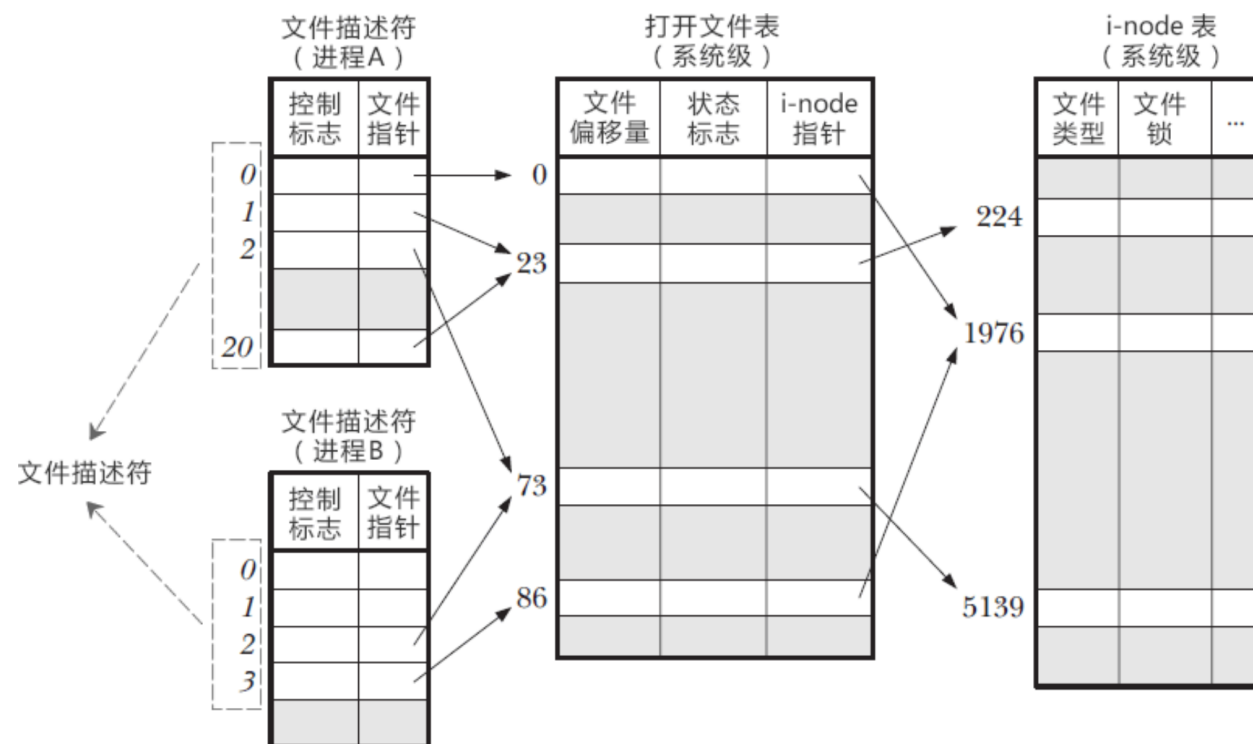 文件描述符
（进程A）
控制
标志
文件
指针
0
1
2
20
文件描述符
文件描述符
（进程B）
控制
标志
文件
指针
0
1
2
3
打开文件表
（系统级）
文件
偏移量
状态
标志
i-node
指针
0
23
73
86
i-node 表
（系统级）
文件
类型
文件
锁
...
224
1976
5139